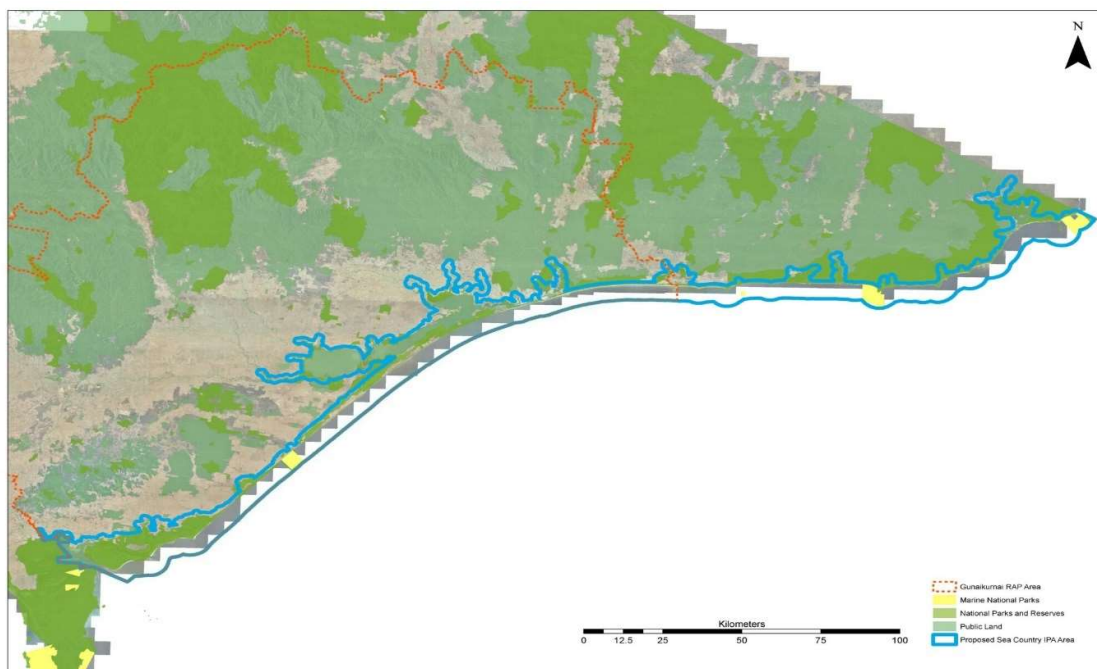 N
Gunaikurnai RAP Area
Marine National Parks
National Parks and Reserves
Public Land
Proposed Sea Country IPA Area
Kilometers
0 12.5 25 50 75 100